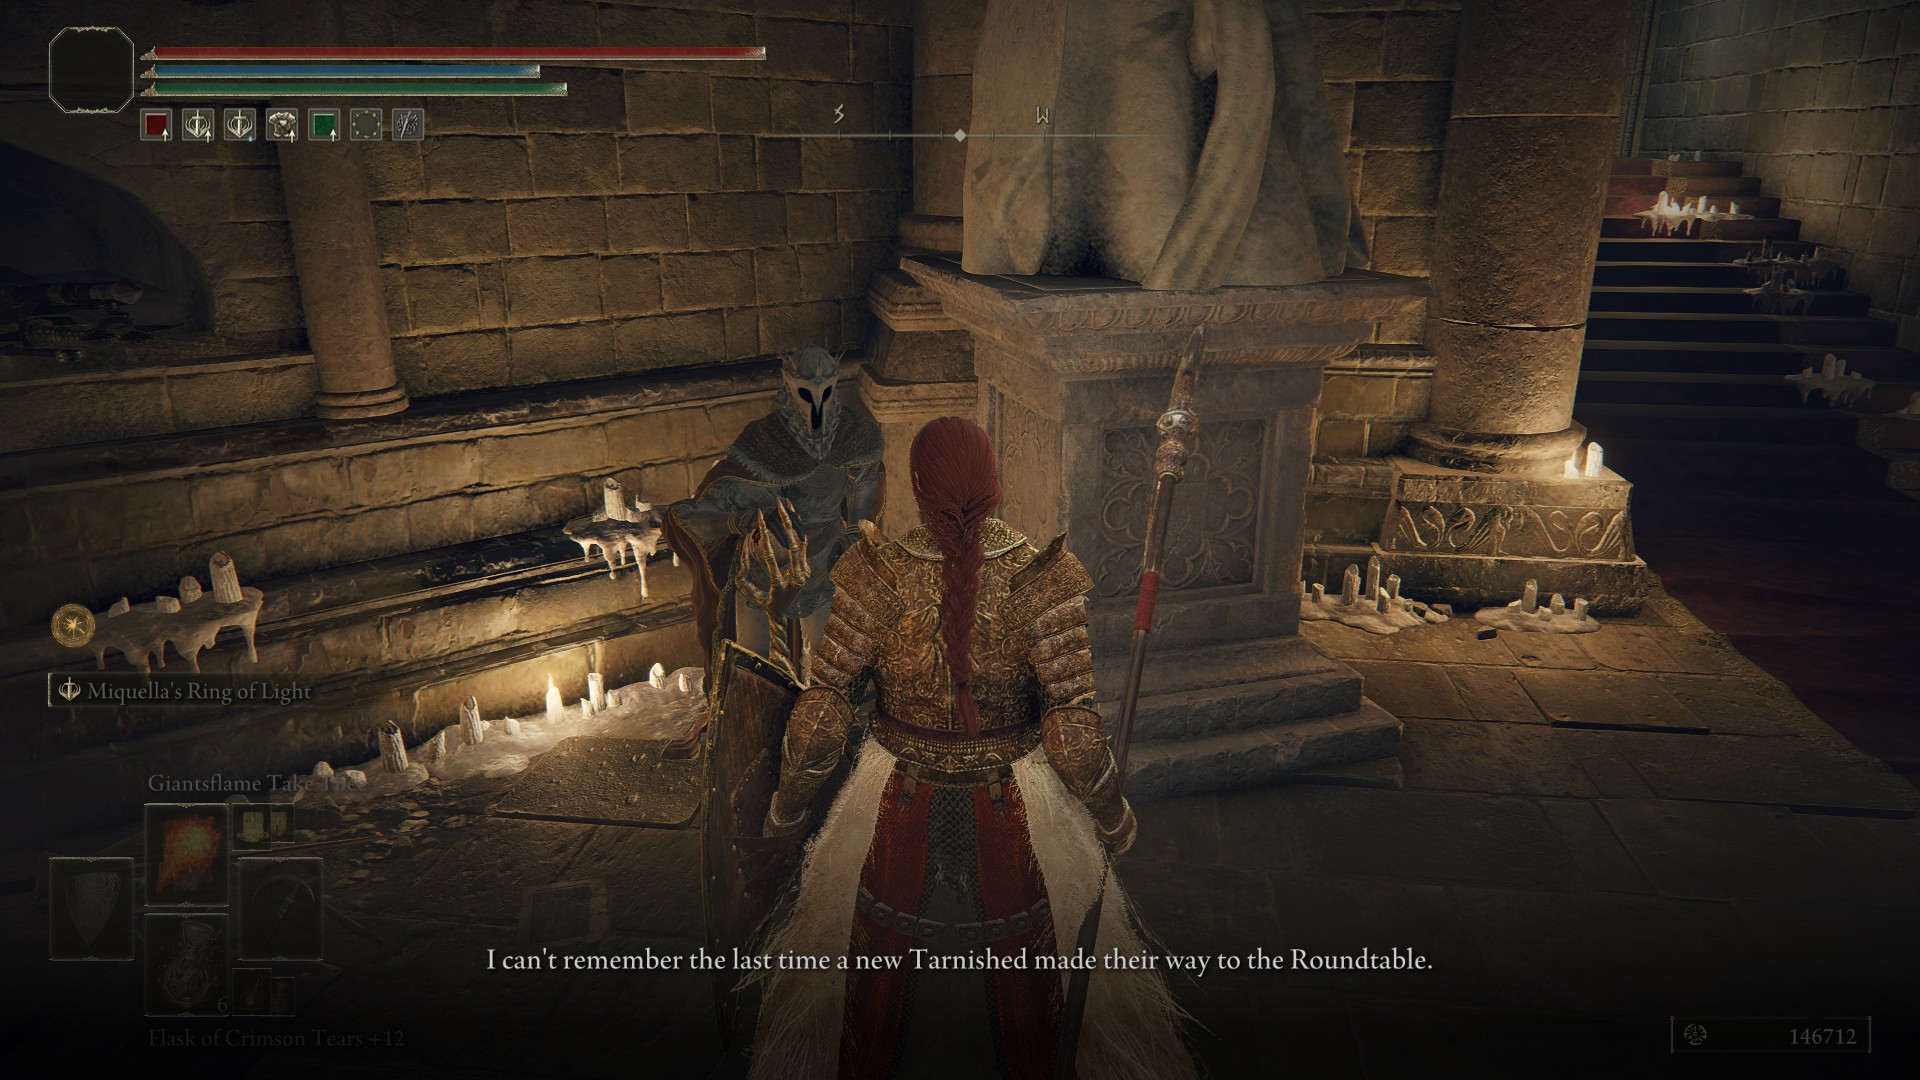 S
W
Miquella's Ring of Light
Giantsflame Take Thee
6
Flask of Crimson Tears +12
I can't remember the last time a new Tarnished made their way to the Roundtable.
146712